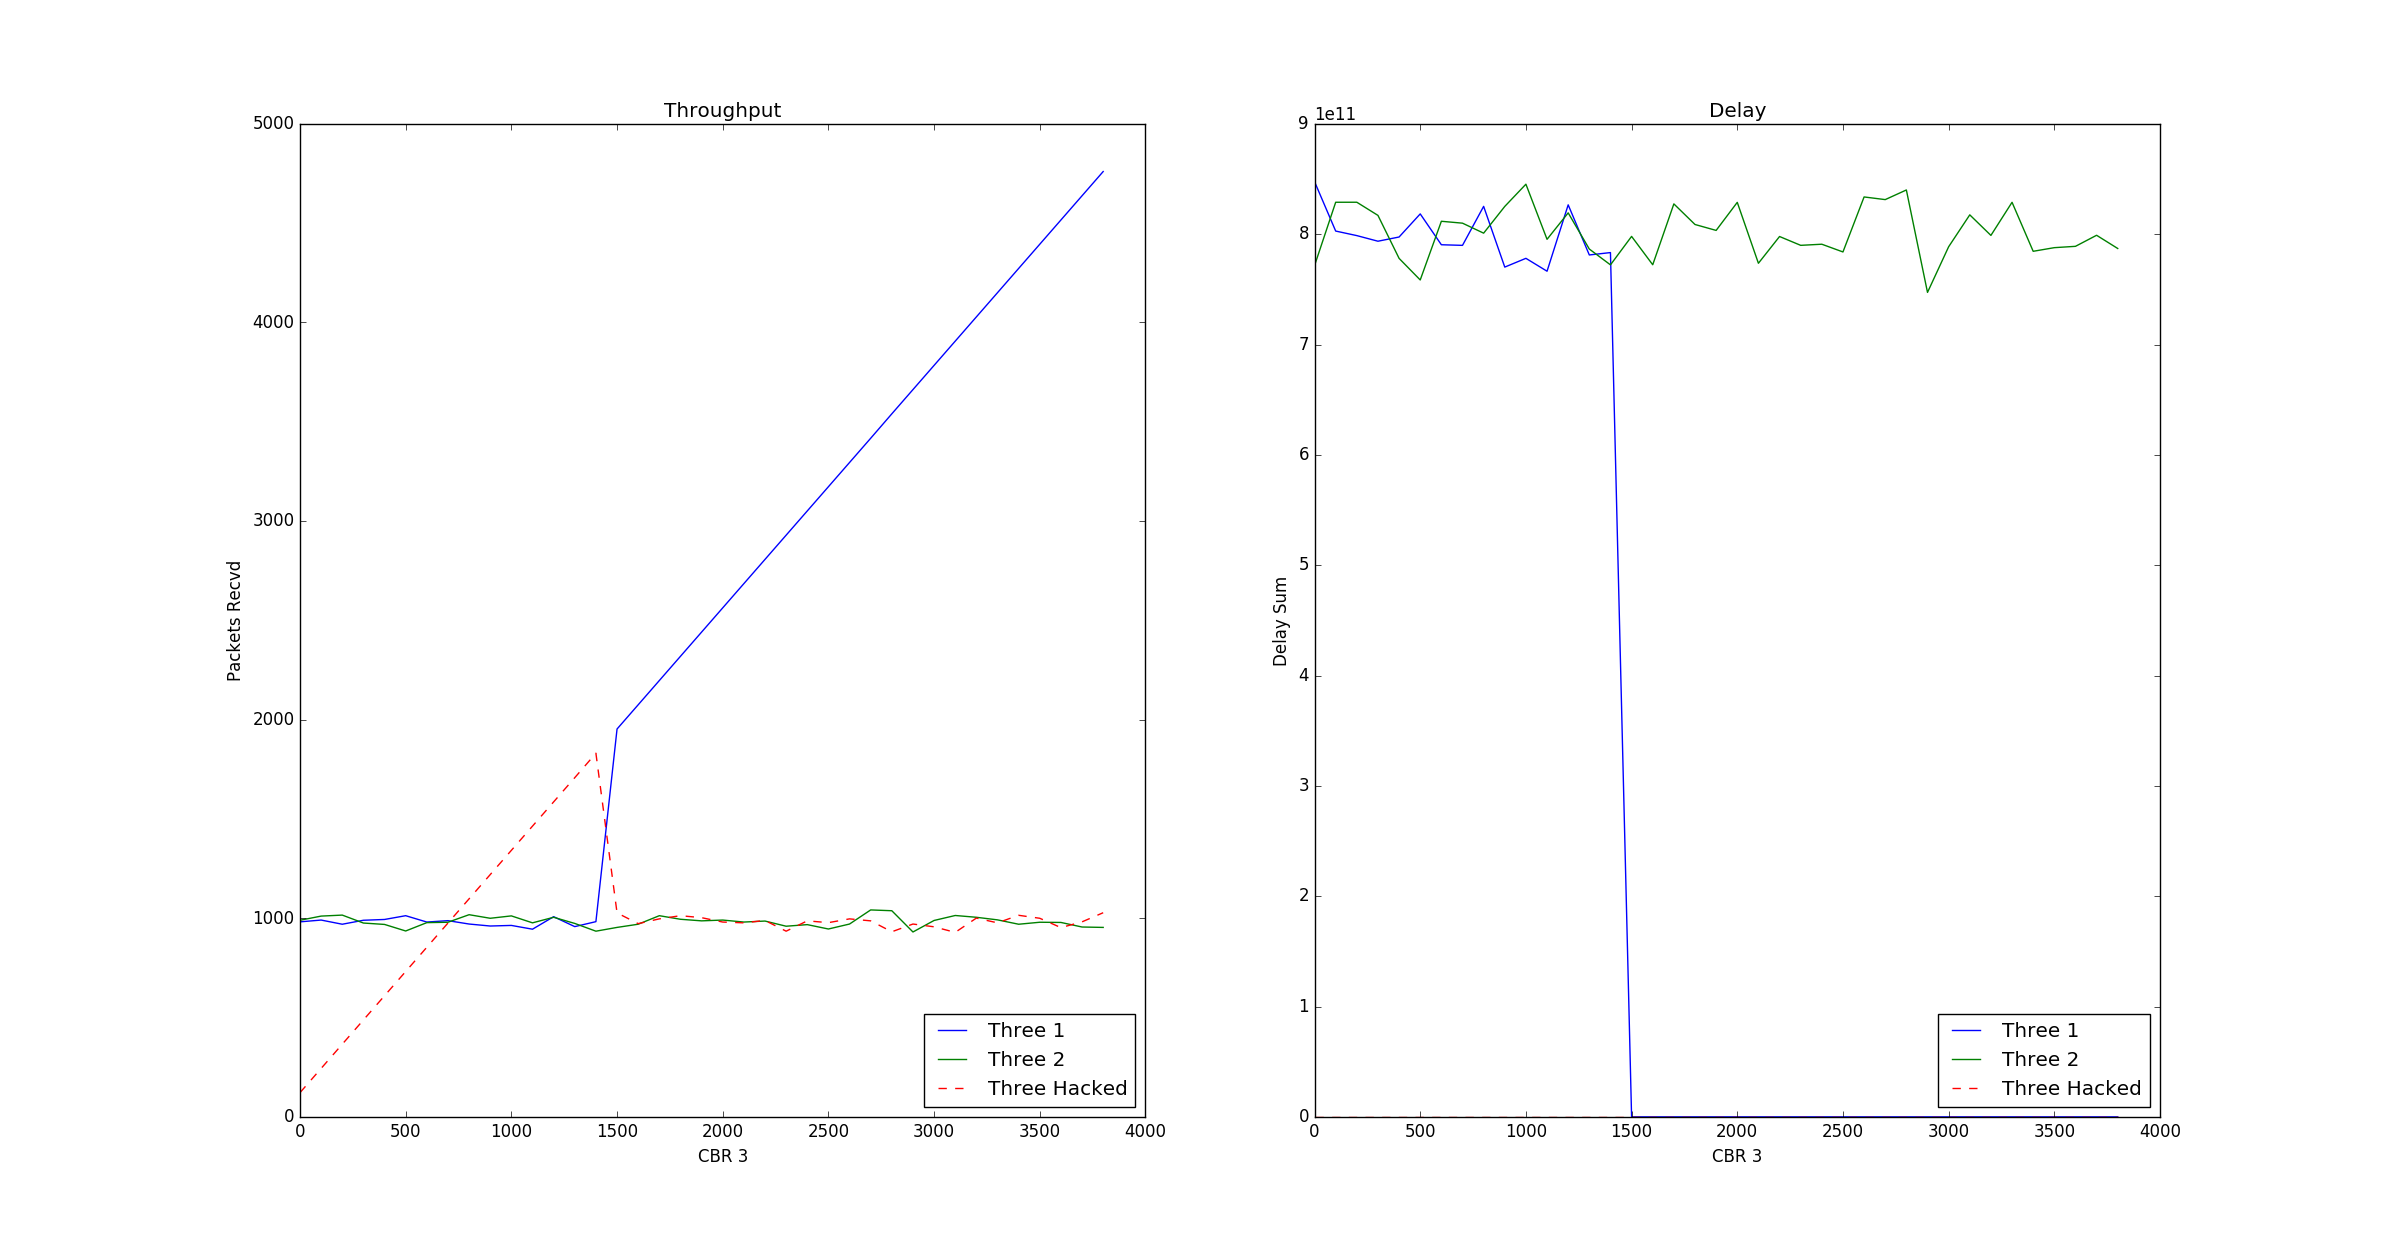 Throughput
5000
4000
3000
2000
1000
0
Packets Recvd
0 500 1000 1500 2000 2500 3000 3500 4000
CBR 3
Three 1
Three 2
Three Hacked
Delay
1e11
9
8
7
6
5
4
3
2
1
0
Delay Sum
0 500 1000 1500 2000 2500 3000 3500 4000
CBR 3
Three 1
Three 2
Three Hacked